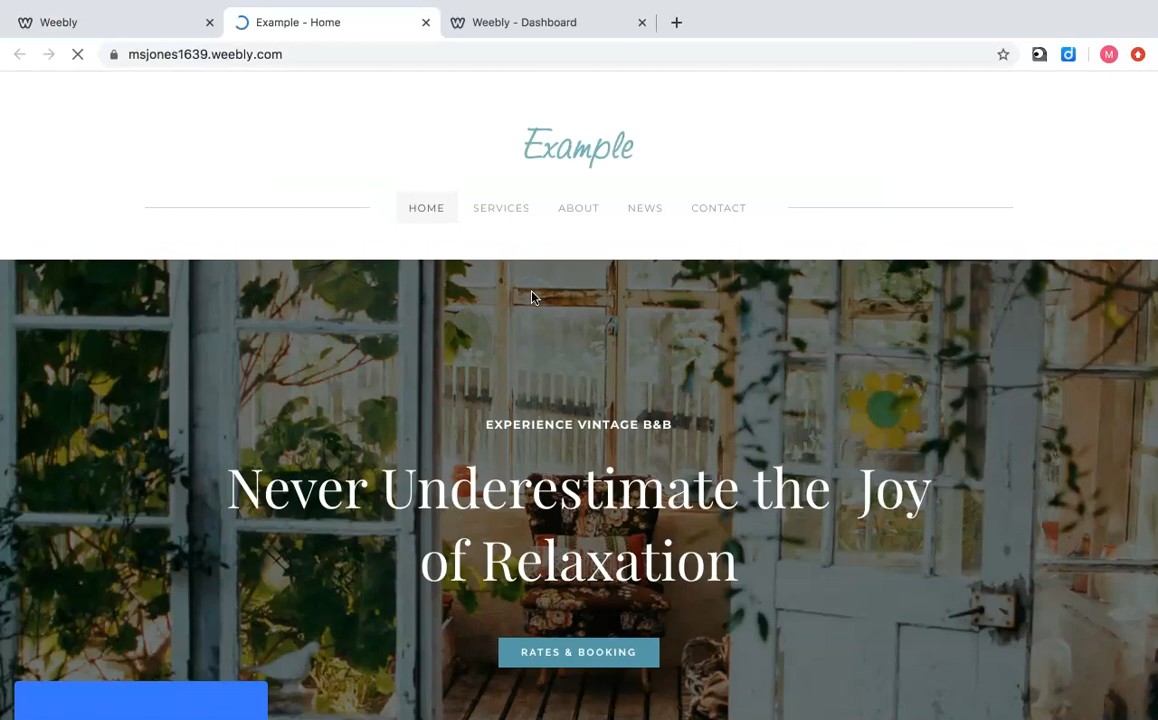 Weebly
Example - Home
Weebly - Dashboard
msjones1639.weebly.com
M
Example
HOME
SERVICES
ABOUT
NEWS
CONTACT
EXPERIENCE VINTAGE B&B
Never Underestimate the Joy
of Relaxation
RATES & BOOKING